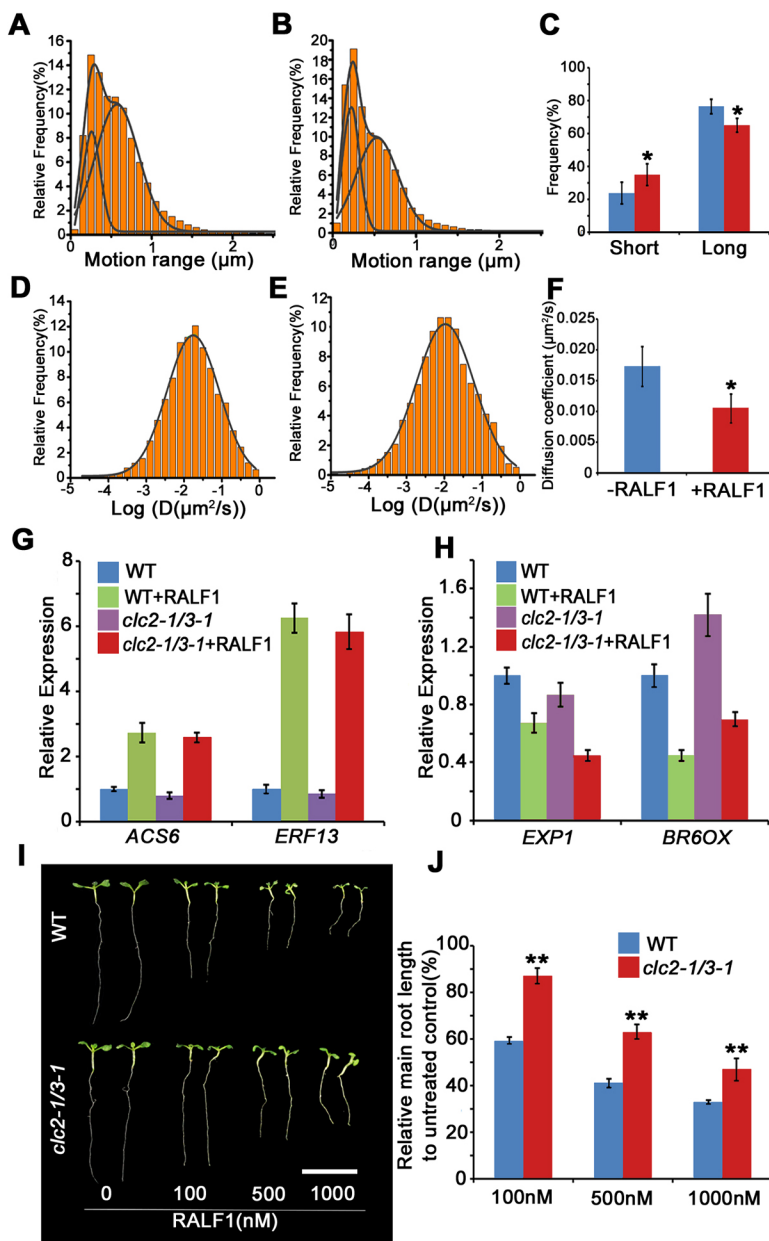 A
Relative Frequency(%)
16
14
12
10
8
6
4
2
0
0 1 2
Motion range (μm)
B
Relative Frequency(%)
20
18
16
14
12
10
8
6
4
2
0
0 1 2
Motion range (μm)
C
Frequency(%)
100
80
60
40
20
0
* *
Short Long
D
Relative Frequency(%)
14
12
10
8
6
4
2
0
-5 -4 -3 -2 -1 0
Log (D(μm²/s))
E
Relative Frequency(%)
12
10
8
6
4
2
0
-5 -4 -3 -2 -1 0
Log (D(μm²/s))
F
Diffusion coefficient (μm²/s)
0.025
0.020
0.015
0.010
0.005
0
*
-RALF1 +RALF1
G
Relative Expression
8
6
4
2
0
WT
WT+RALF1
clc2-1/3-1
clc2-1/3-1+RALF1
ACS6 ERF13
H
Relative Expression
1.6
1.2
0.8
0.4
0
WT
WT+RALF1
clc2-1/3-1
clc2-1/3-1+RALF1
EXP1 BR6OX
I
WT
clc2-1/3-1
0 100 500 1000
RALF1(nM)
J
Relative main root length
to untreated control(%)
100
80
60
40
20
0
WT
clc2-1/3-1
** ** **
100nM 500nM 1000nM